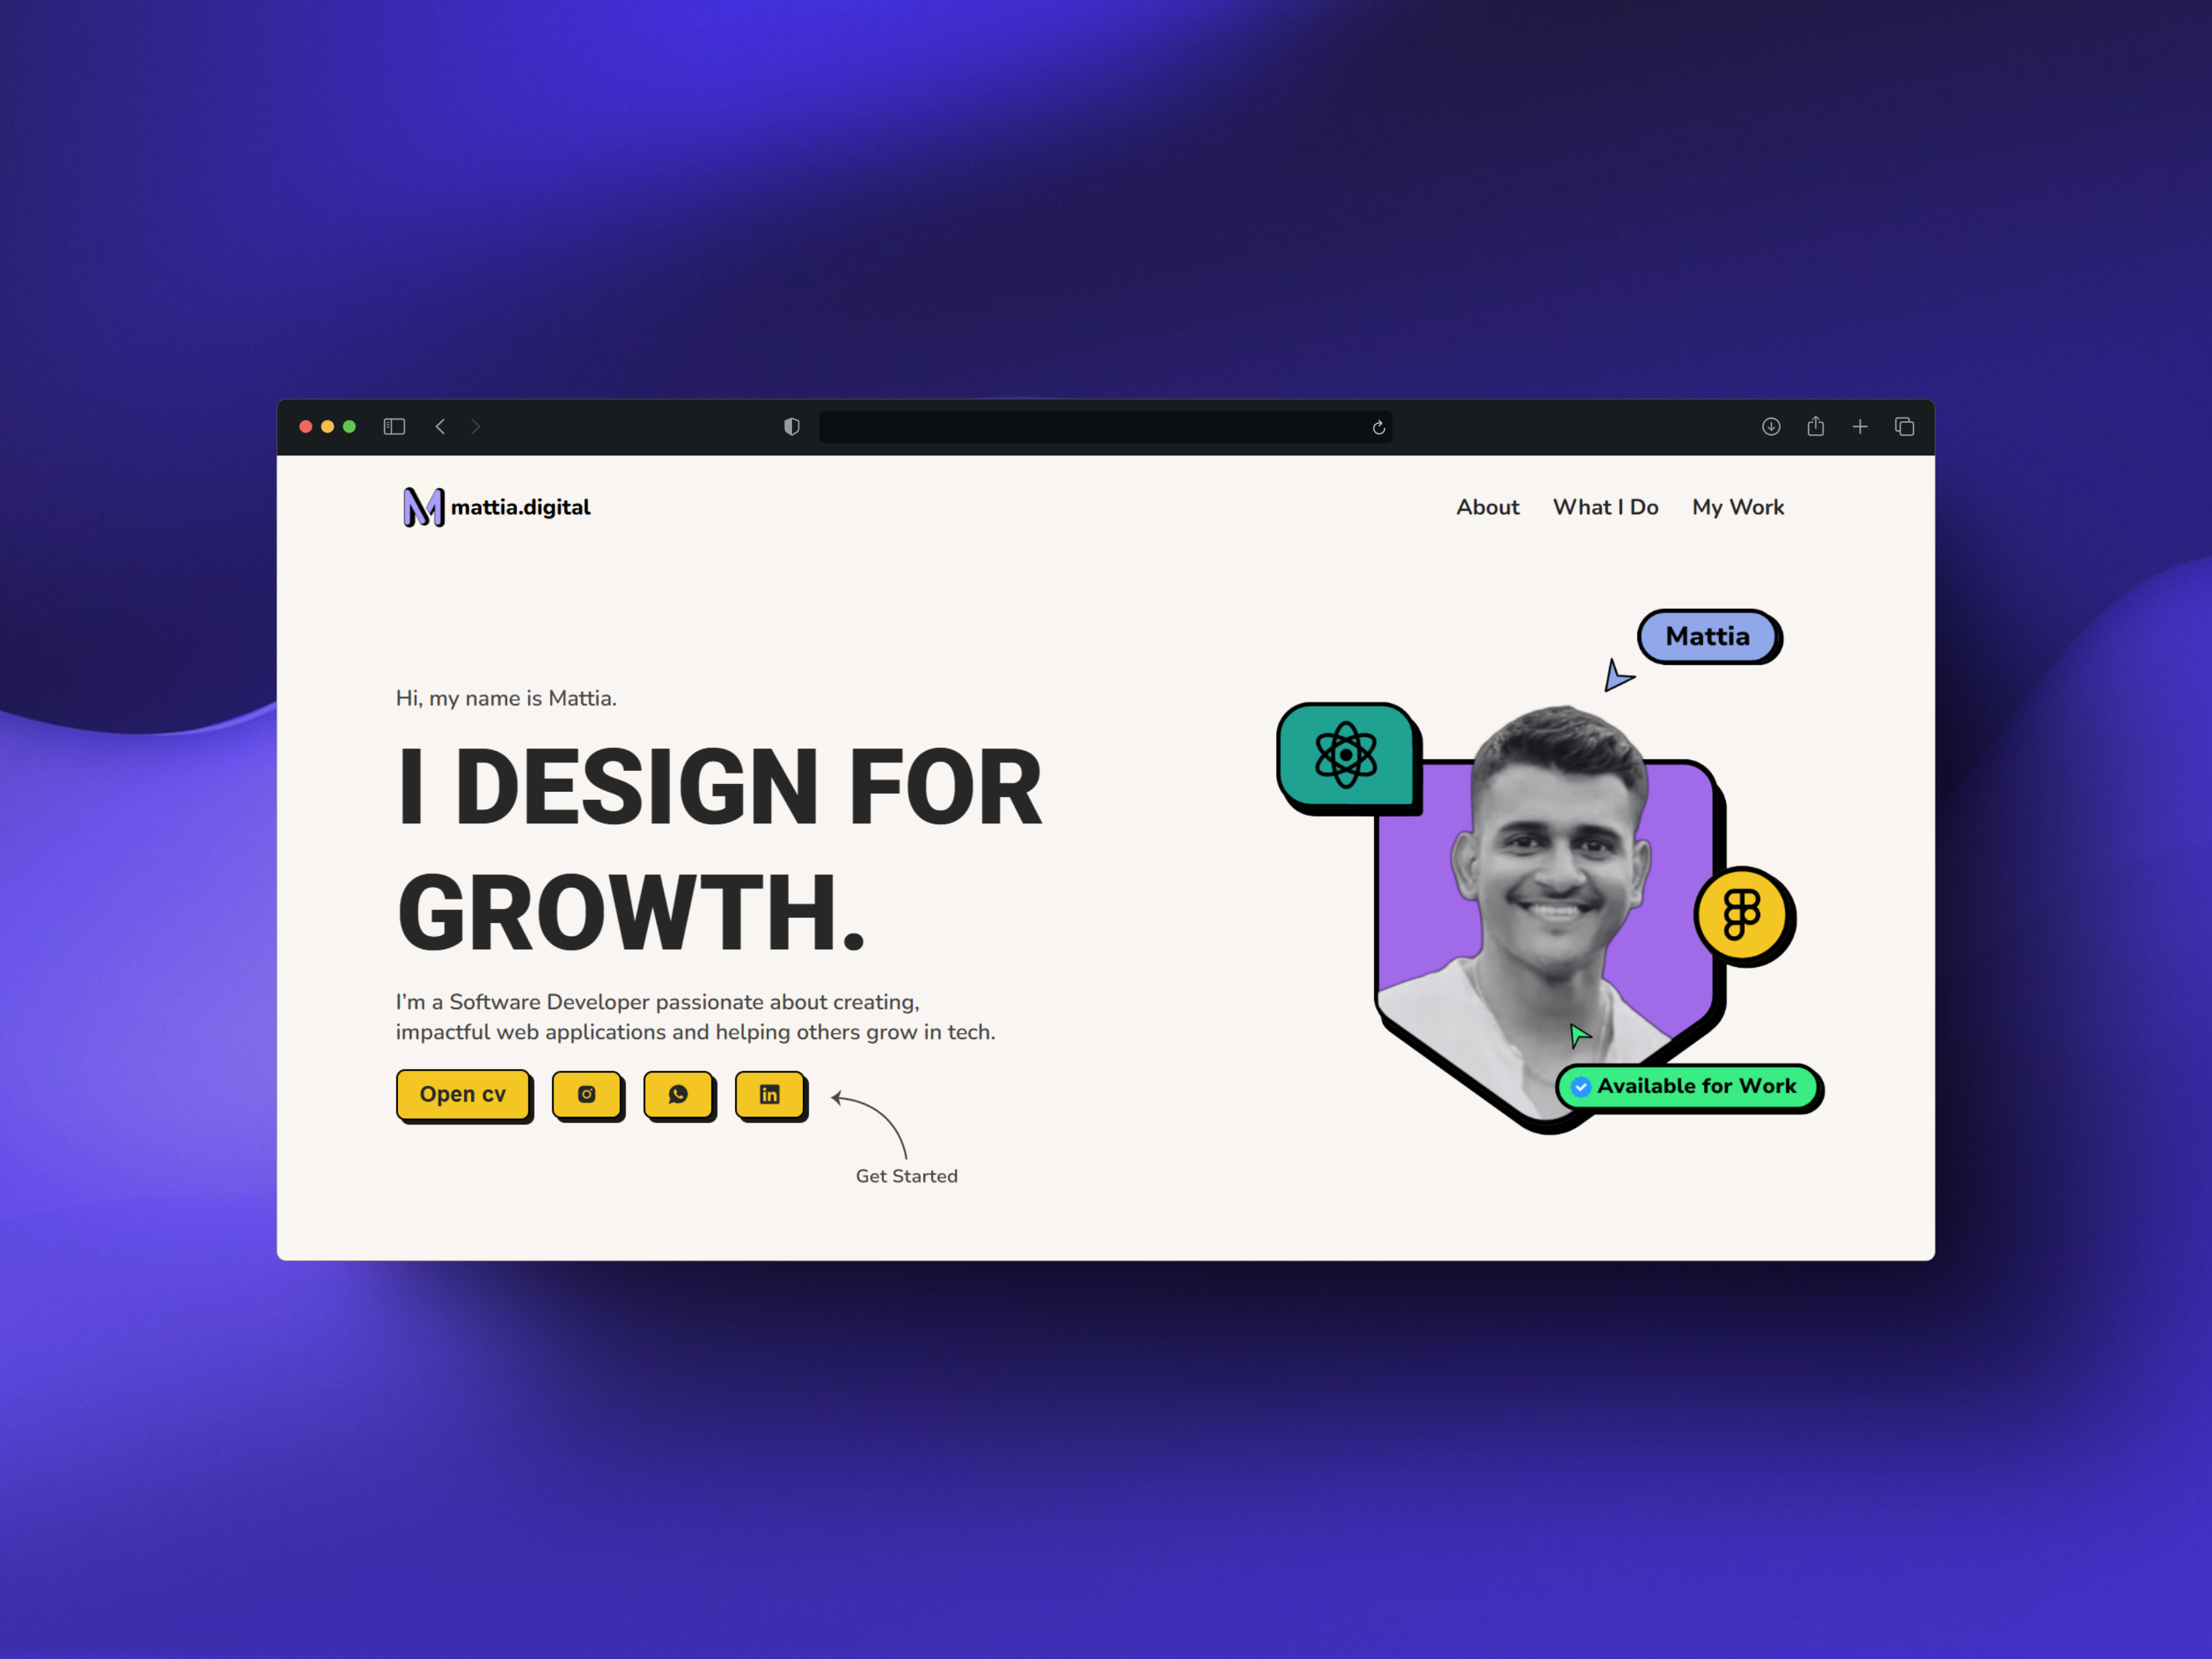 mattia.digital
About
What I Do
My Work
Mattia
Hi, my name is Mattia.
I DESIGN FOR
GROWTH.
I'm a Software Developer passionate about creating,
impactful web applications and helping others grow in tech.
Open cv
in
Get Started
Available for Work